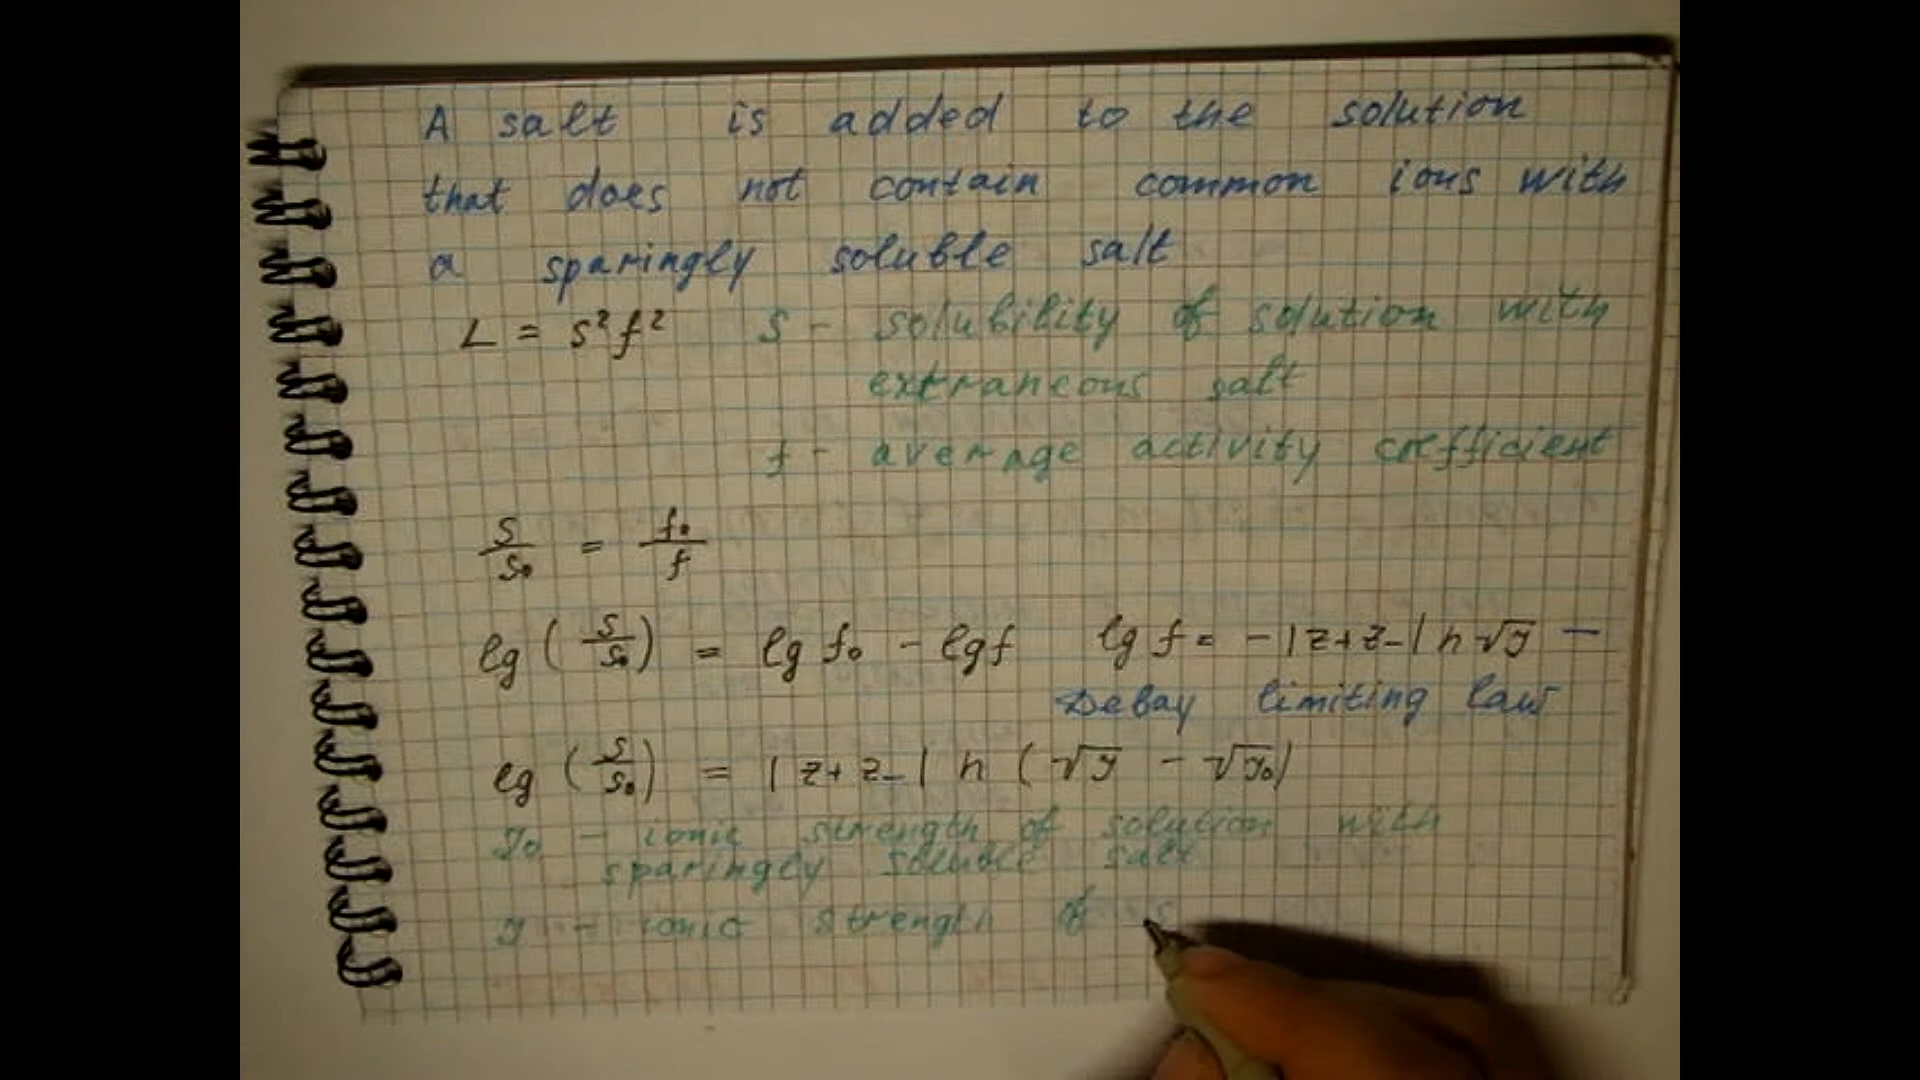 A salt is added to the solution
that does not contain common ions with
a sparingly soluble salt
L = s²f² s - solubility of solution with
extraneous salt
f - average activity coefficient
s/s₀ = f₀/f
lg (s/s₀) = lg f₀ - lg f lg f = - |z+z-| h √y —
Debay limiting law
lg (s/s₀) = |z+z-| h (√y - √y₀)
y₀ - ionic strength of solution with
sparingly soluble salt
y - ionic strength of s